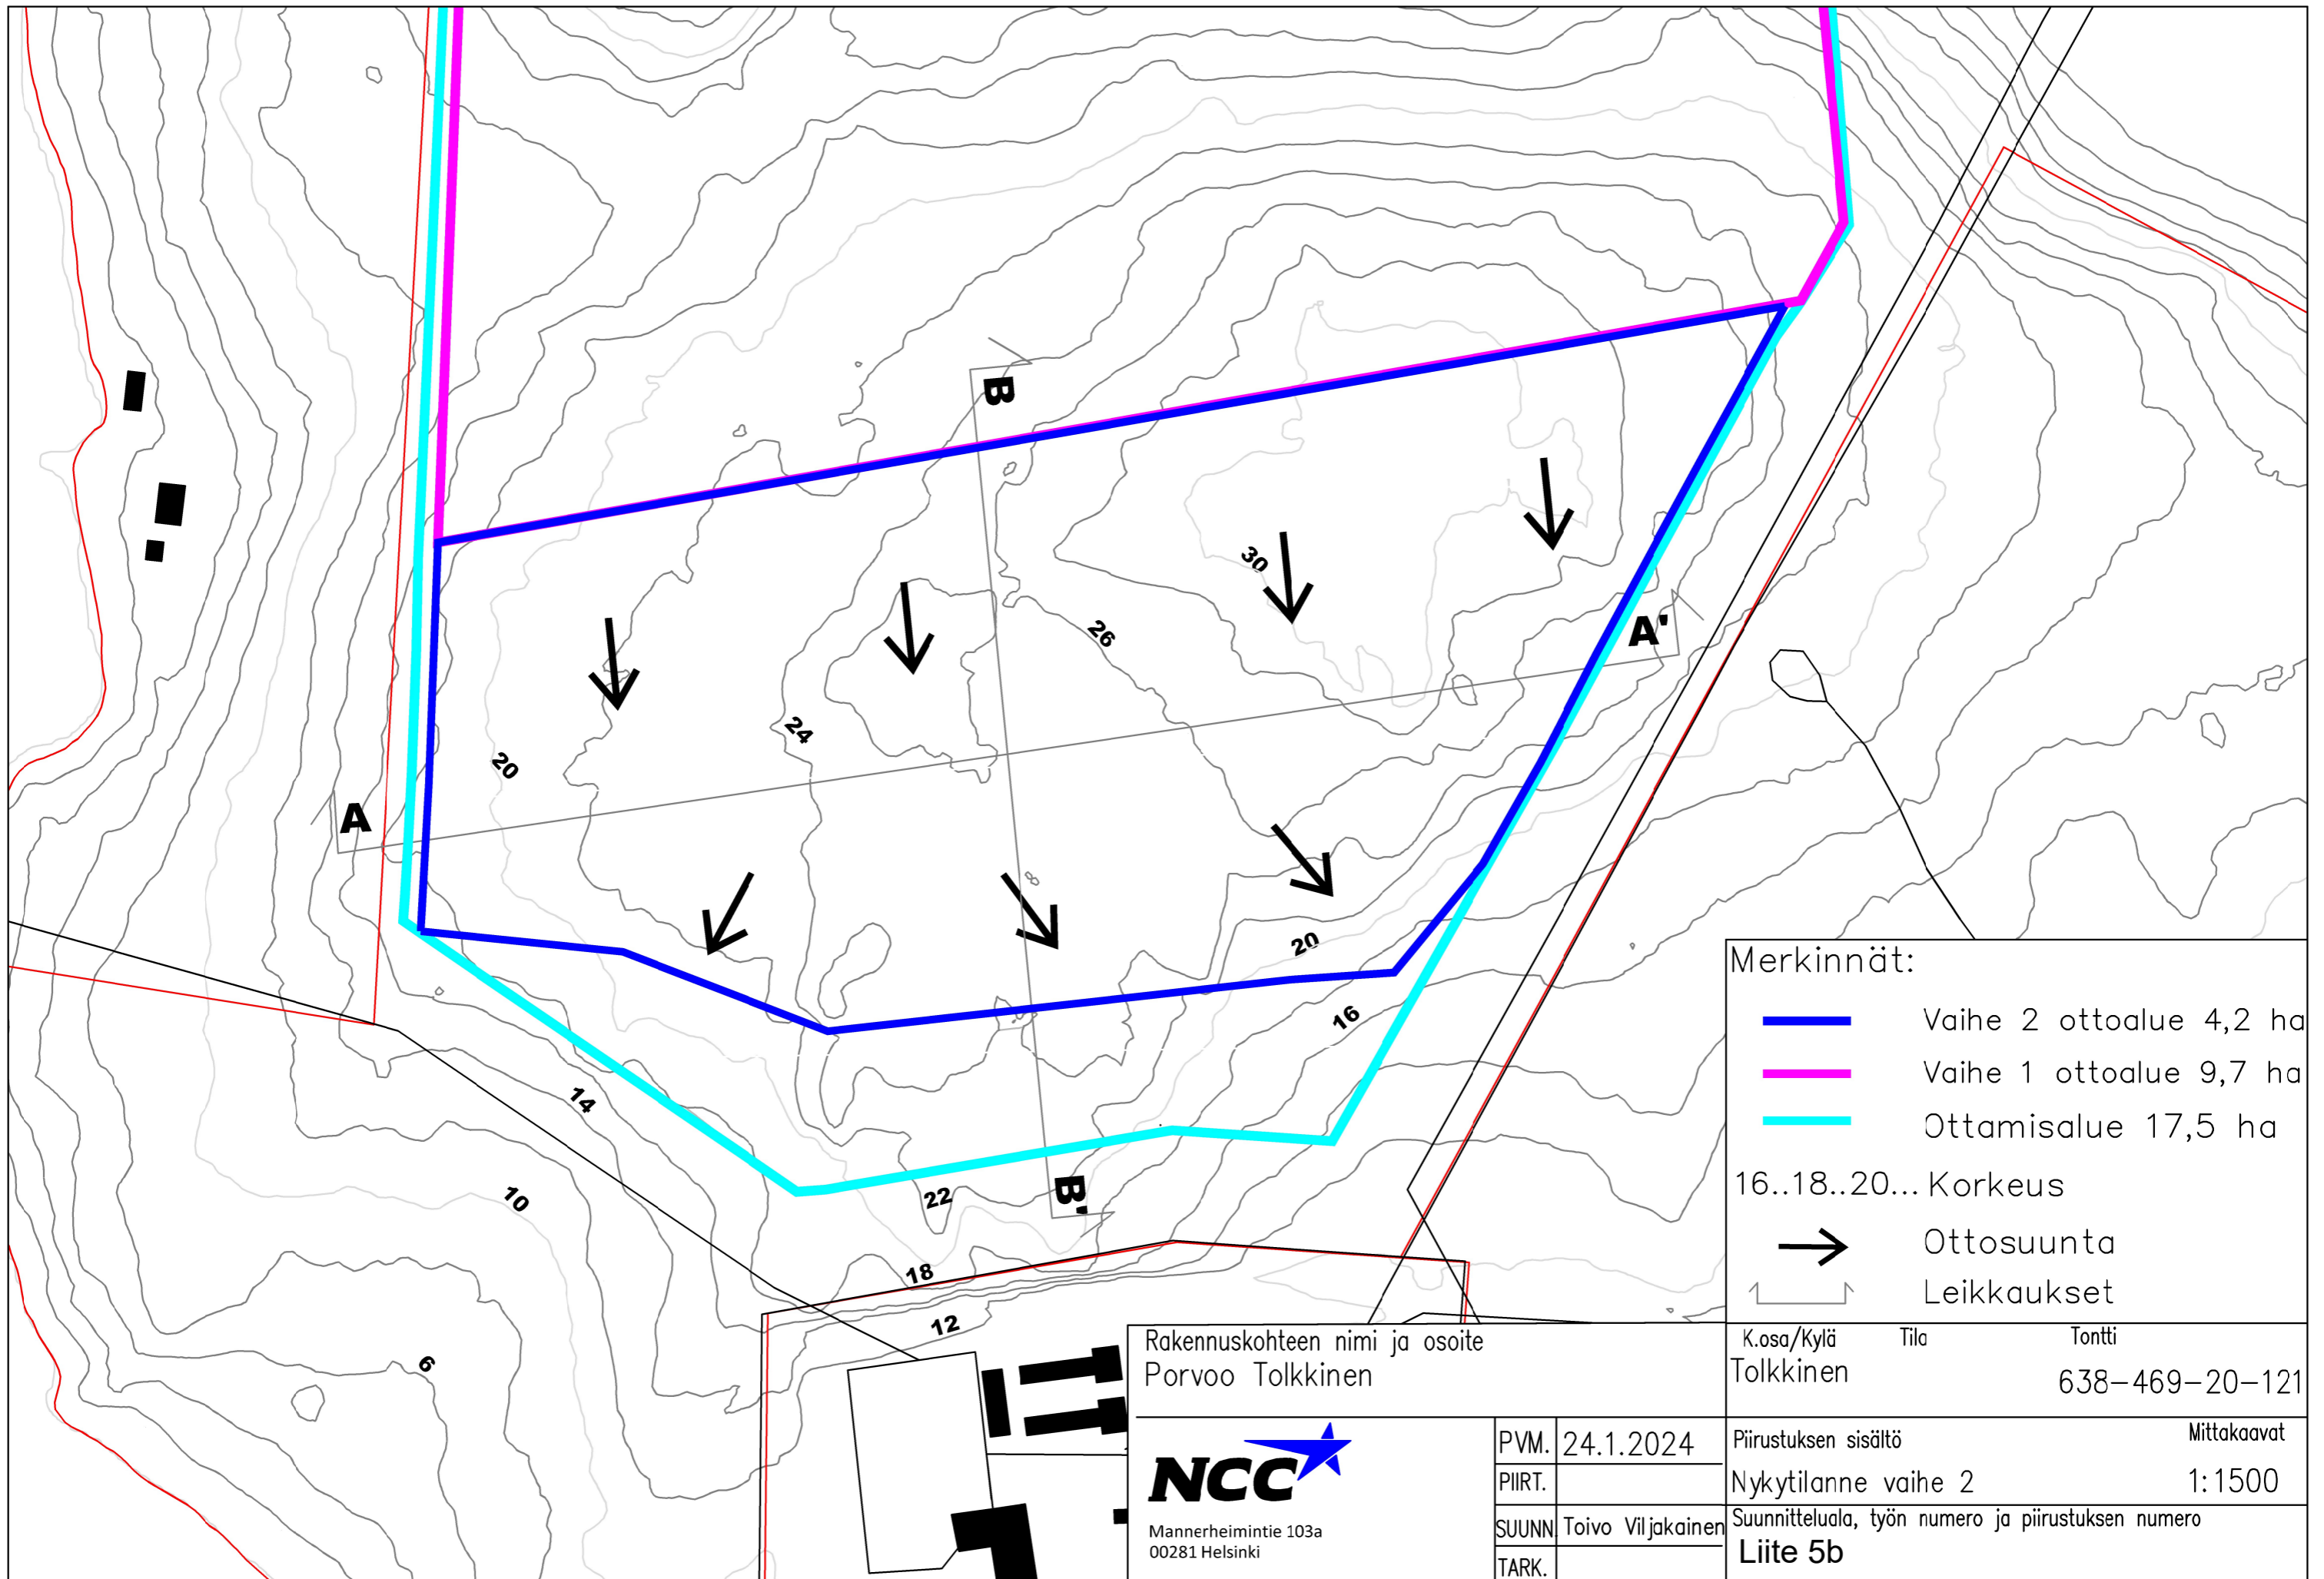 B
30
26
A'
24
20
A
20
16
14
10
B'
22
18
12
6
Merkinnät:
Vaihe 2 ottoalue 4,2 ha
Vaihe 1 ottoalue 9,7 ha
Ottamisalue 17,5 ha
16..18..20... Korkeus
Ottosuunta
Leikkaukset
Rakennuskohteen nimi ja osoite
Porvoo Tolkkinen
K.osa/Kylä Tila Tontti
Tolkkinen 638-469-20-121
NCC
Mannerheimintie 103a
00281 Helsinki
PVM. 24.1.2024
PIIRT.
SUUNN. Toivo Viljakainen
TARK.
Piirustuksen sisältö Mittakaavat
Nykytilanne vaihe 2 1:1500
Suunnitteluala, työn numero ja piirustuksen numero
Liite 5b